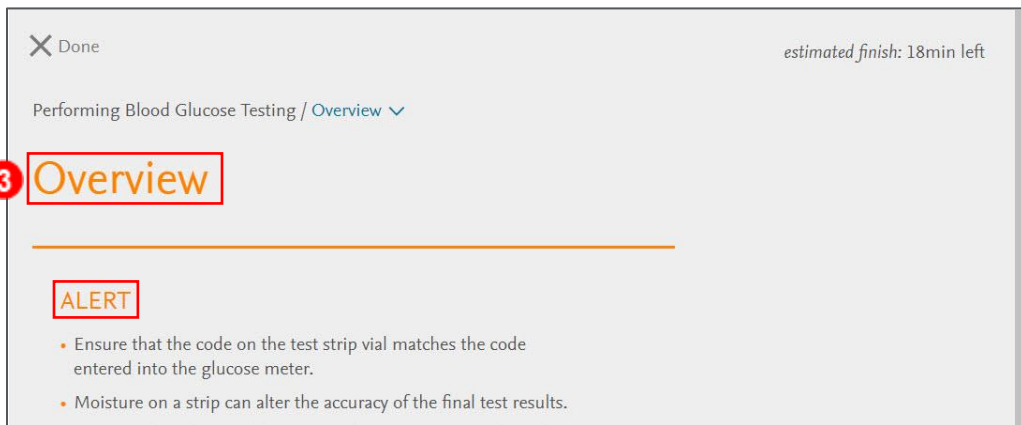 Done
estimated finish: 18min left
Performing Blood Glucose Testing / Overview
3
Overview
ALERT
• Ensure that the code on the test strip vial matches the code
entered into the glucose meter.
• Moisture on a strip can alter the accuracy of the final test results.